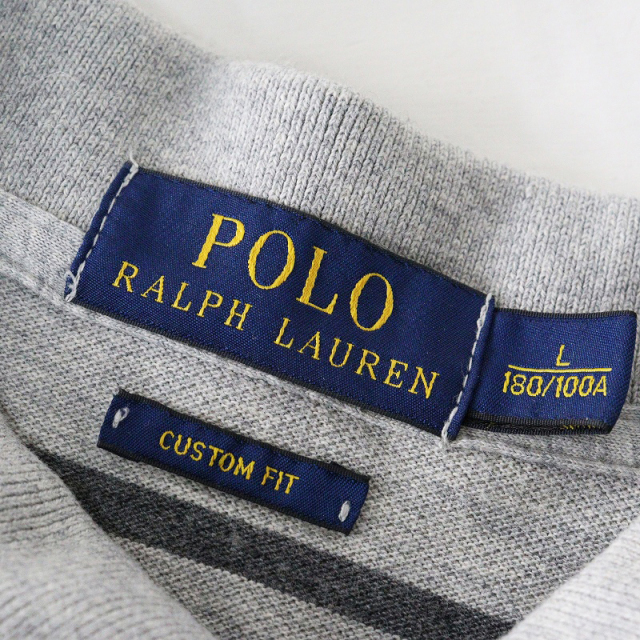 POLO
RALPH LAUREN
L
180/100A
CUSTOM FIT